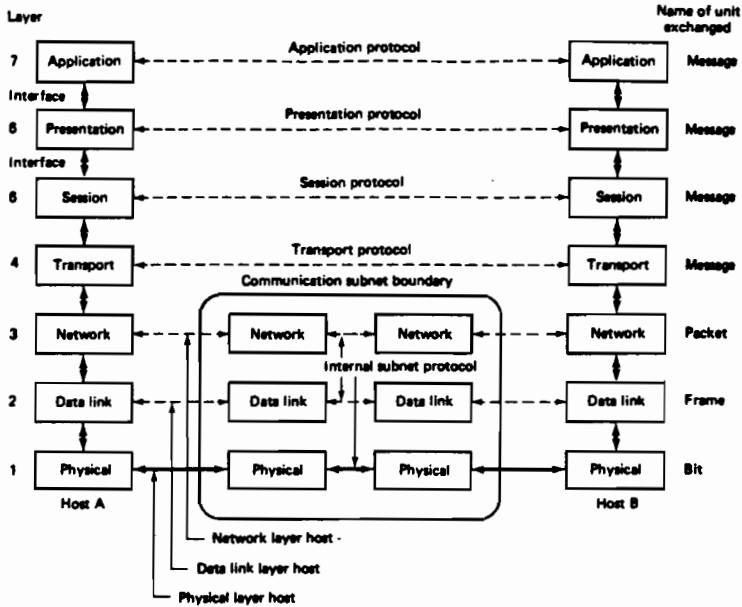 Layer
Name of unit
exchanged
Application protocol
7 Application Application Message
Interface
Presentation protocol
6 Presentation Presentation Message
Interface
Session protocol
6 Session Session Message
Transport protocol
4 Transport Transport Message
Communication subnet boundary
3 Network Network Network Network Packet
Internal subnet protocol
2 Data link Data link Data link Data link Frame
1 Physical Physical Physical Physical Bit
Host A Host B
Network layer host -
Data link layer host
Physical layer host